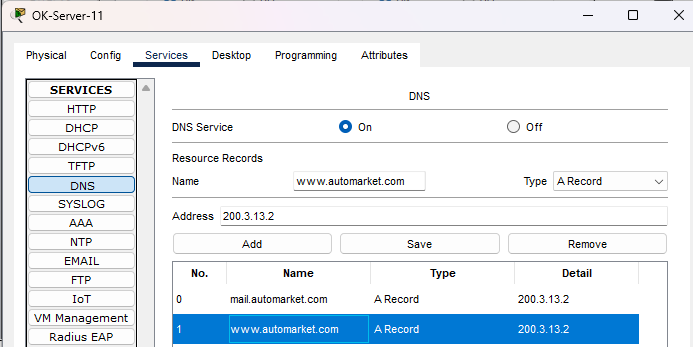 OK-Server-11
Physical Config Services Desktop Programming Attributes
SERVICES
HTTP
DHCP
DHCPv6
TFTP
DNS
SYSLOG
AAA
NTP
EMAIL
FTP
IoT
VM Management
Radius EAP
DNS
DNS Service On Off
Resource Records
Name www.automarket.com Type A Record
Address 200.3.13.2
Add Save Remove
No. Name Type Detail
0 mail.automarket.com A Record 200.3.13.2
1 www.automarket.com A Record 200.3.13.2